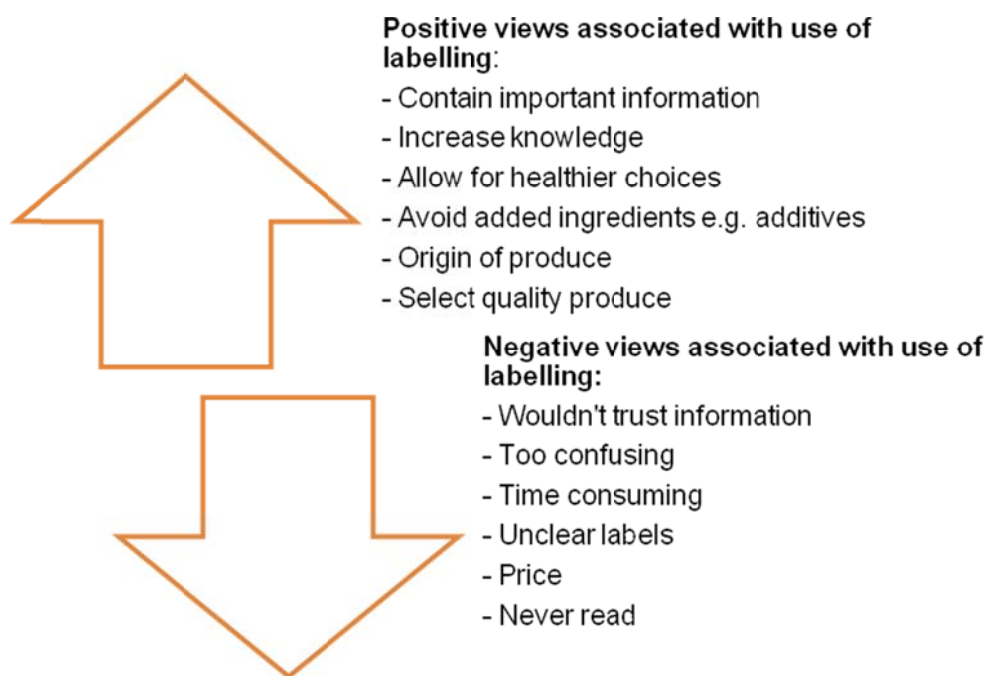 Positive views associated with use of
labelling:
- Contain important information
- Increase knowledge
- Allow for healthier choices
- Avoid added ingredients e.g. additives
- Origin of produce
- Select quality produce
Negative views associated with use of
labelling:
- Wouldn't trust information
- Too confusing
- Time consuming
- Unclear labels
- Price
- Never read